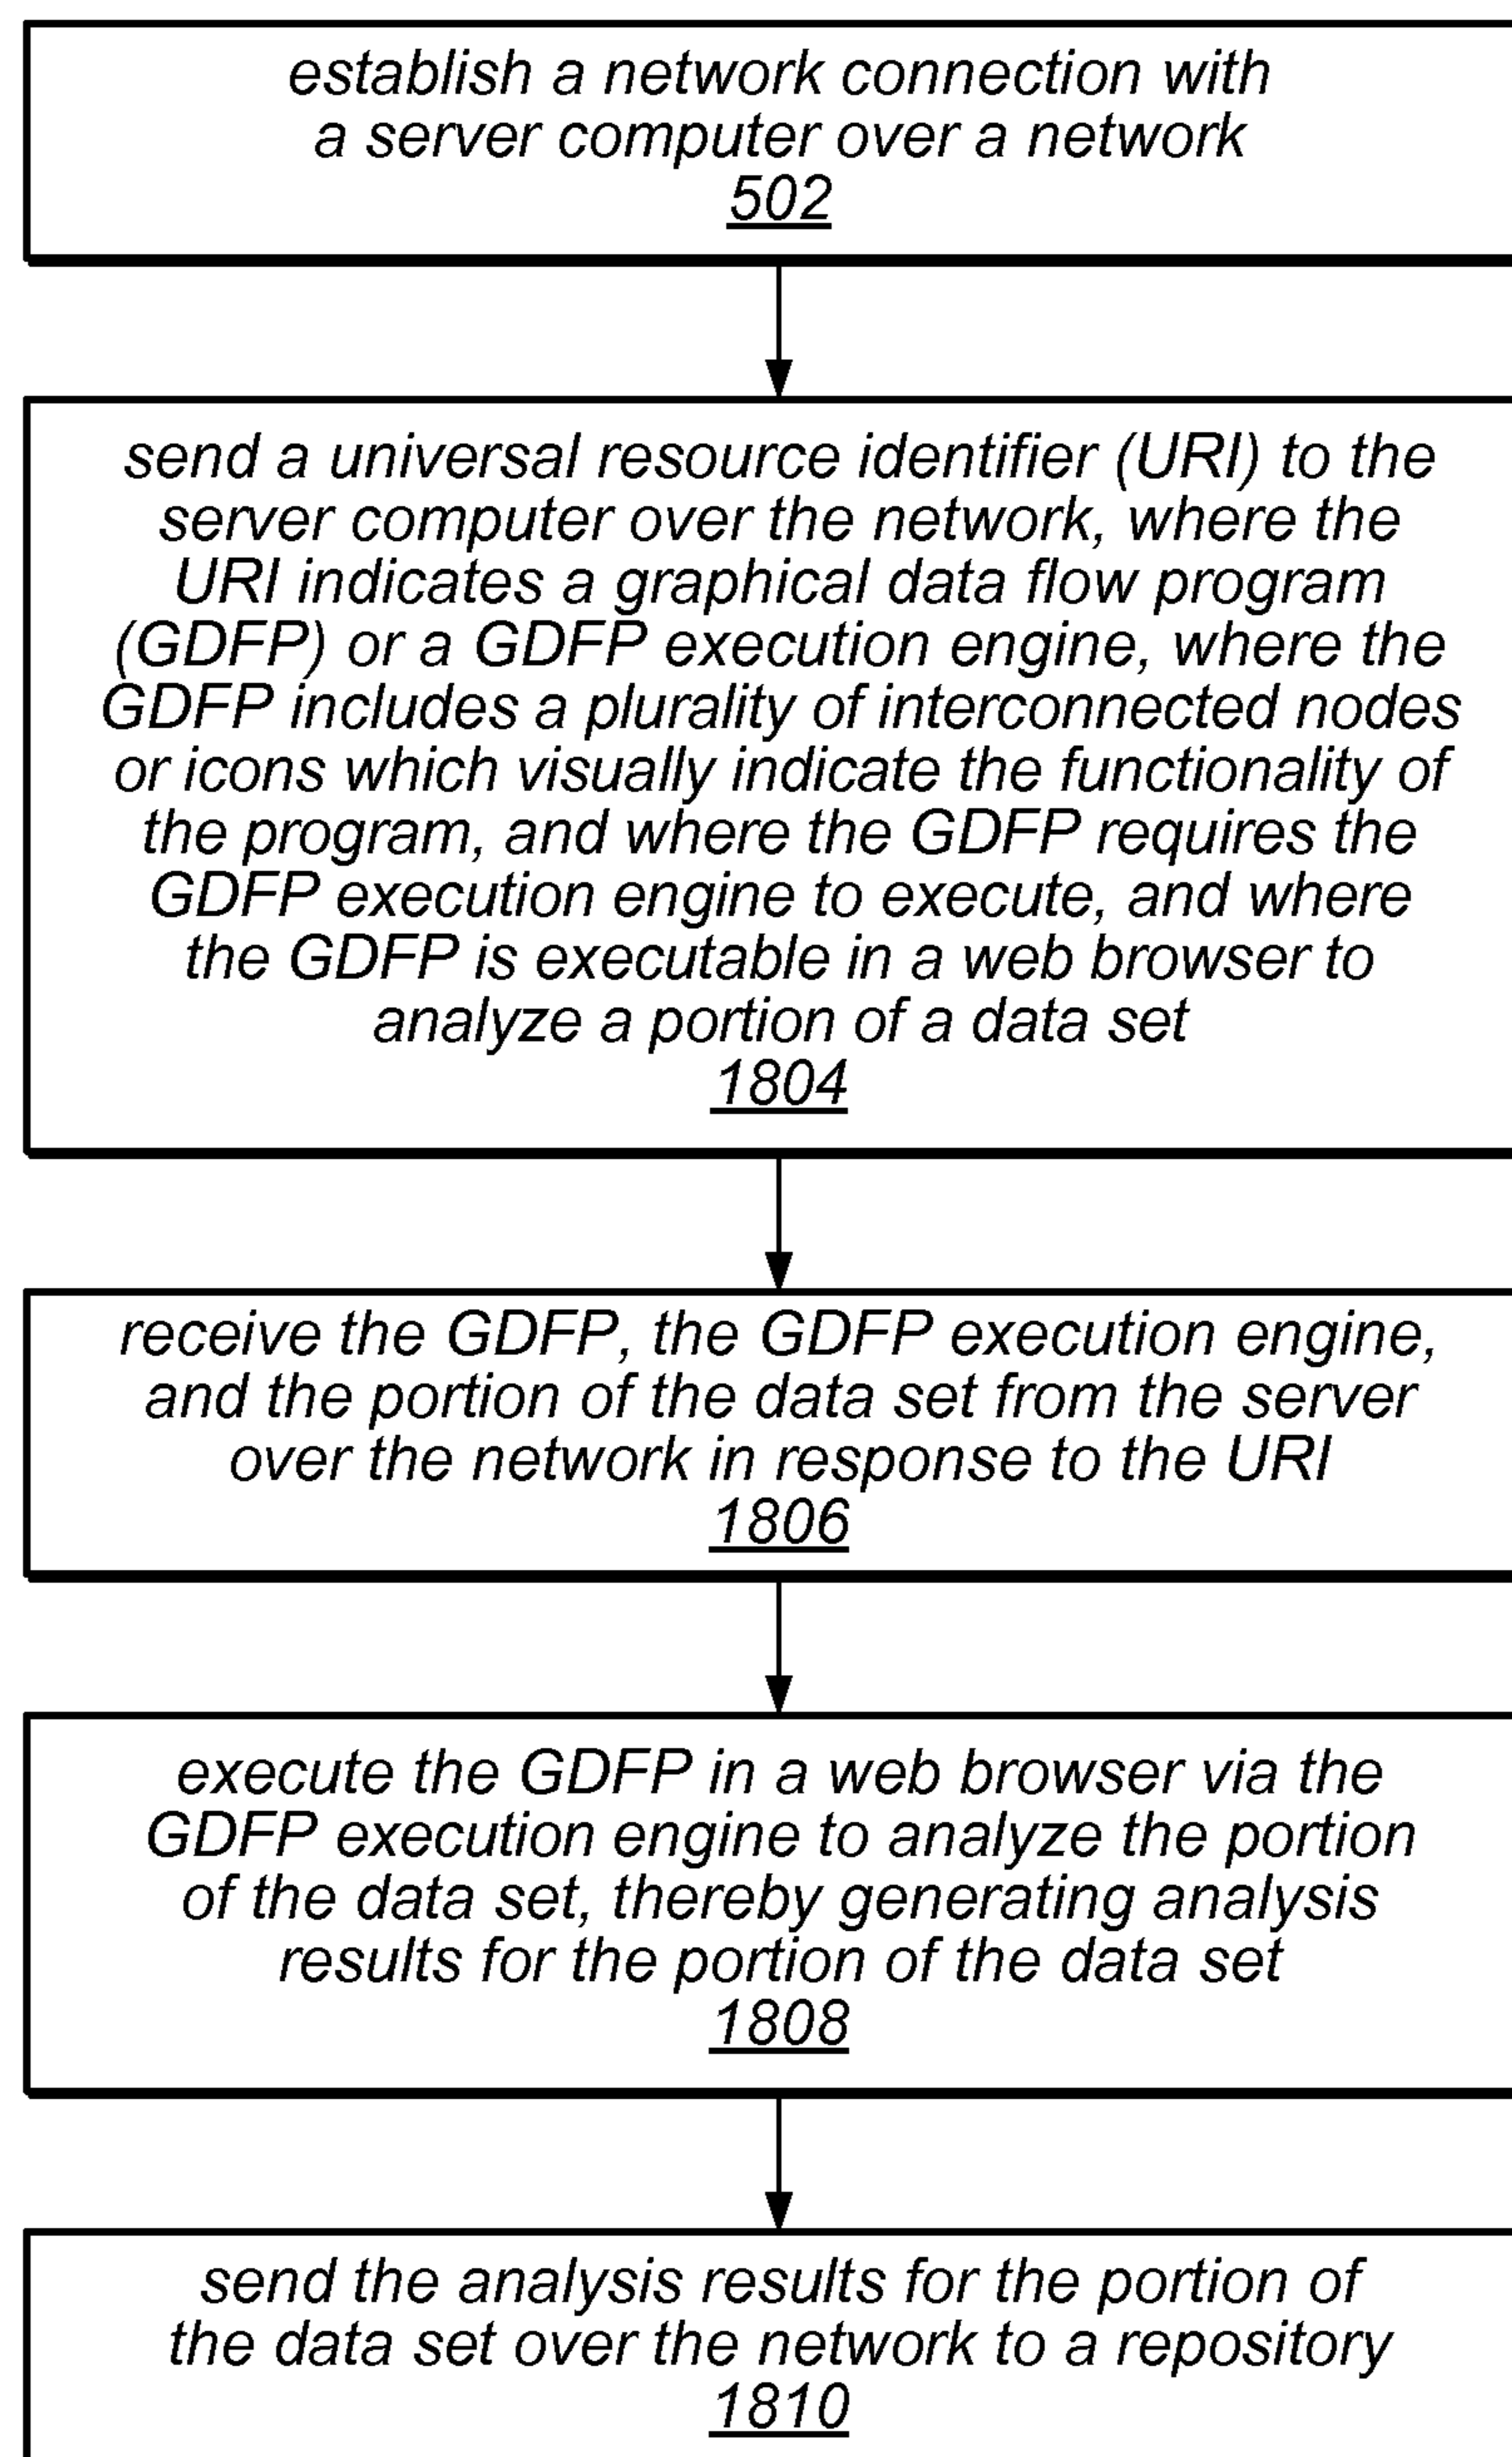 establish a network connection with
a server computer over a network
502
send a universal resource identifier (URI) to the
server computer over the network, where the
URI indicates a graphical data flow program
(GDFP) or a GDFP execution engine, where the
GDFP includes a plurality of interconnected nodes
or icons which visually indicate the functionality of
the program, and where the GDFP requires the
GDFP execution engine to execute, and where
the GDFP is executable in a web browser to
analyze a portion of a data set
1804
receive the GDFP, the GDFP execution engine,
and the portion of the data set from the server
over the network in response to the URI
1806
execute the GDFP in a web browser via the
GDFP execution engine to analyze the portion
of the data set, thereby generating analysis
results for the portion of the data set
1808
send the analysis results for the portion of
the data set over the network to a repository
1810